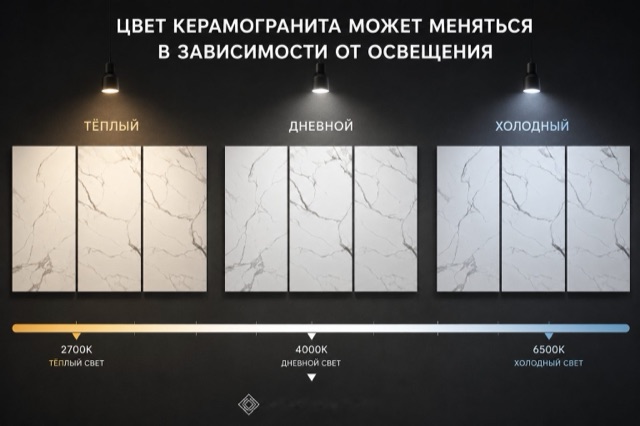 ЦВЕТ КЕРАМОГРАНИТА МОЖЕТ МЕНЯТЬСЯ
В ЗАВИСИМОСТИ ОТ ОСВЕЩЕНИЯ
ТЁПЛЫЙ
ДНЕВНОЙ
ХОЛОДНЫЙ
2700K
ТЁПЛЫЙ СВЕТ
4000K
ДНЕВНОЙ СВЕТ
6500K
ХОЛОДНЫЙ СВЕТ